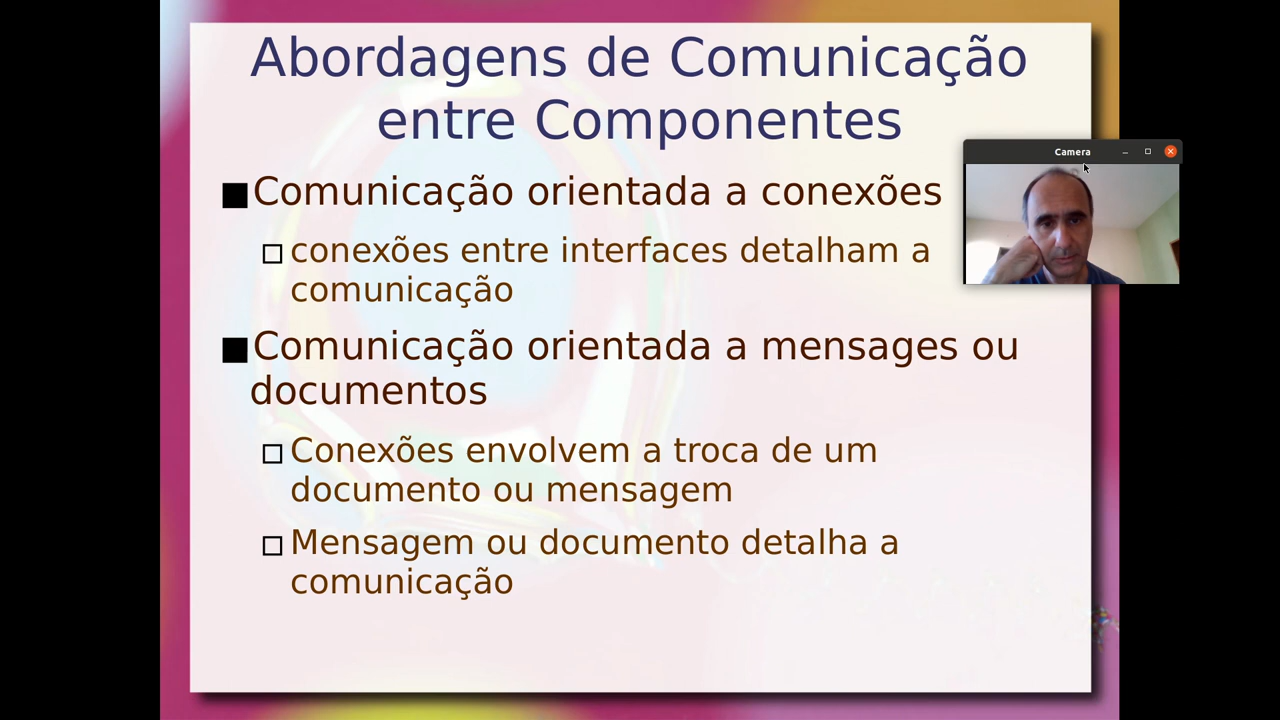 Abordagens de Comunicação
entre Componentes
Comunicação orientada a conexões
conexões entre interfaces detalham a
comunicação
Comunicação orientada a mensages ou
documentos
Conexões envolvem a troca de um
documento ou mensagem
Mensagem ou documento detalha a
comunicação
Camera